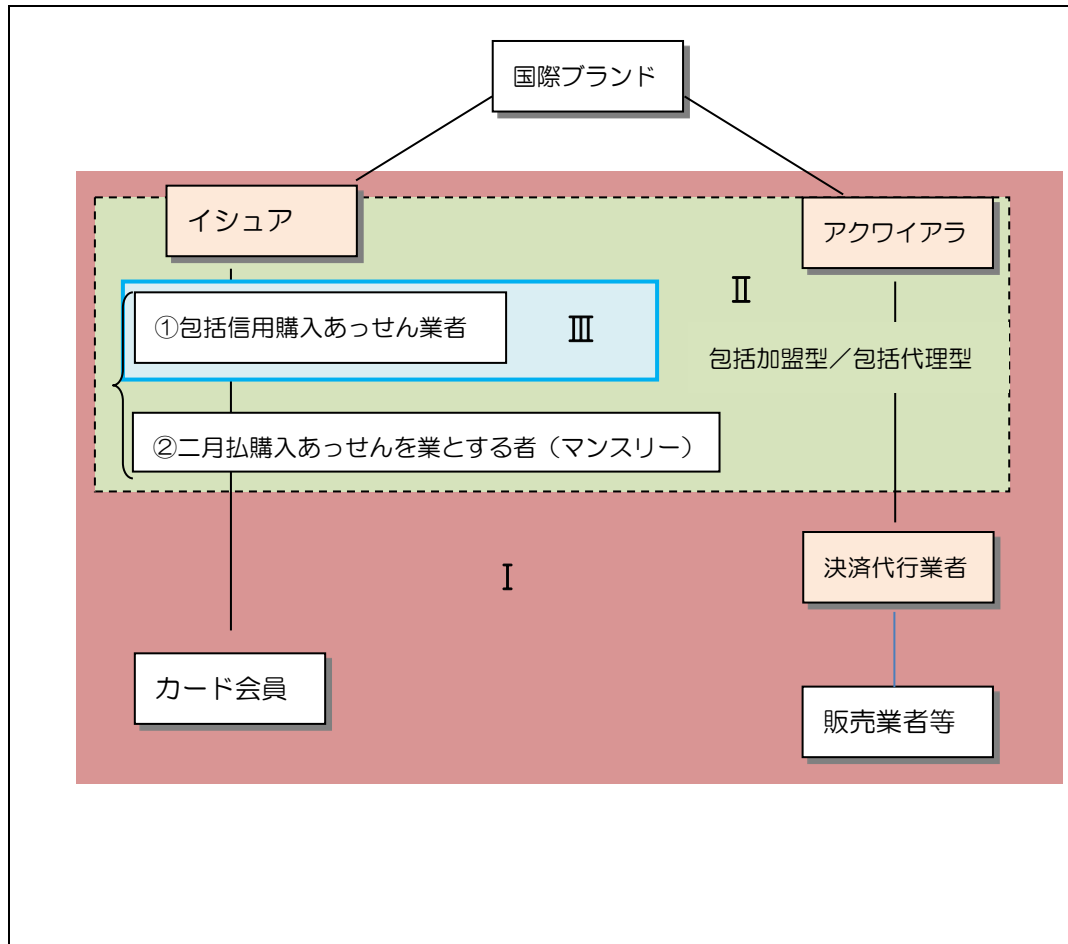 国際ブランド
イシュア
アクワイアラ
Ⅱ
①包括信用購入あっせん業者
Ⅲ
包括加盟型／包括代理型
②二月払購入あっせんを業とする者（マンスリー）
Ⅰ
決済代行業者
カード会員
販売業者等